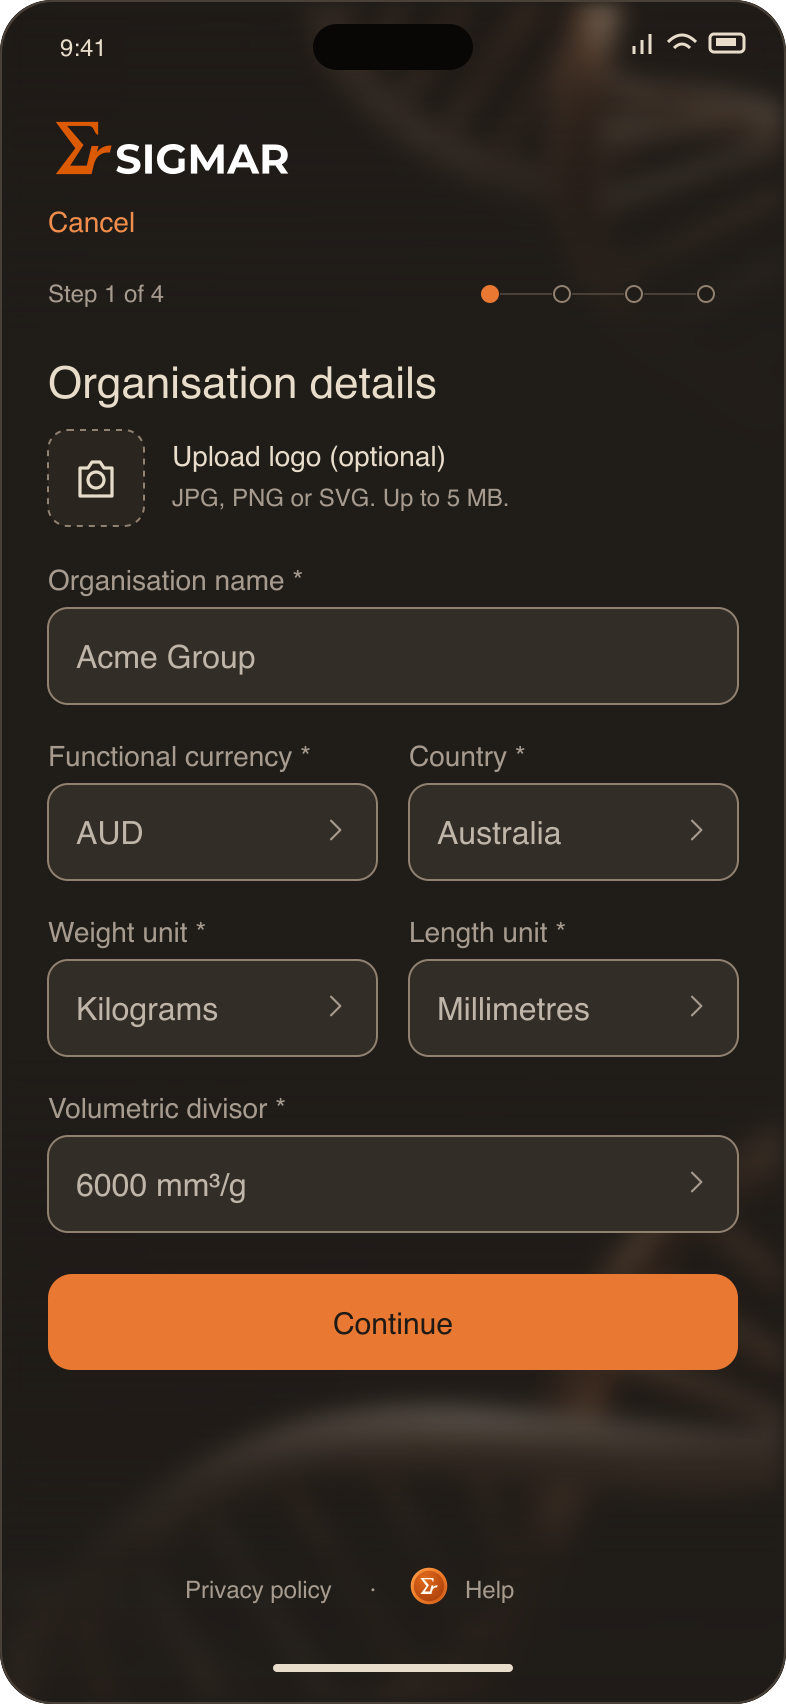 9:41
Σr SIGMAR
Cancel
Step 1 of 4
Organisation details
Upload logo (optional)
JPG, PNG or SVG. Up to 5 MB.
Organisation name *
Acme Group
Functional currency * Country *
AUD Australia
Weight unit * Length unit *
Kilograms Millimetres
Volumetric divisor *
6000 mm³/g
Continue
Privacy policy · Σr Help